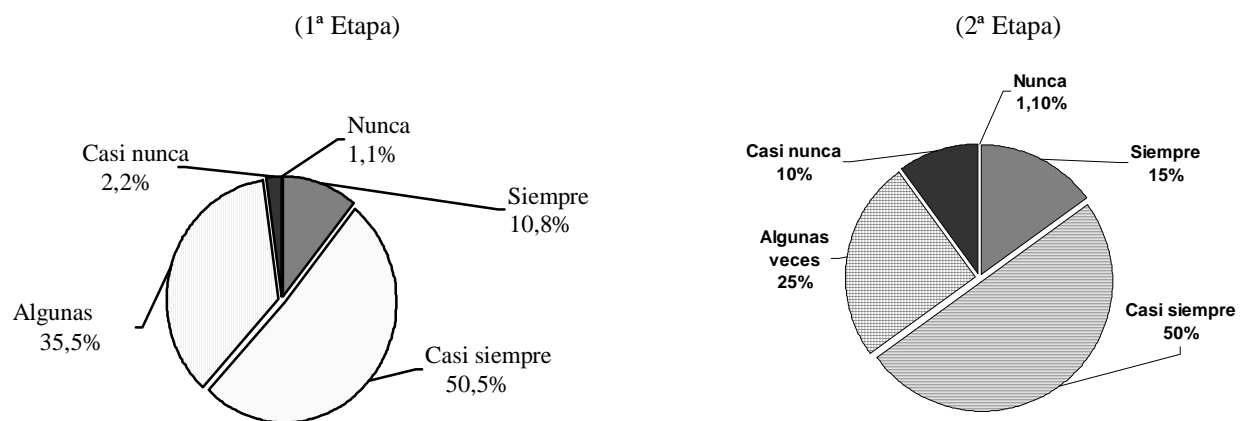 (1ª Etapa)
Nunca
1,1%
Casi nunca
2,2%
Siempre
10,8%
Algunas
35,5%
Casi siempre
50,5%
(2ª Etapa)
Nunca
1,10%
Casi nunca
10%
Siempre
15%
Algunas
veces
25%
Casi siempre
50%